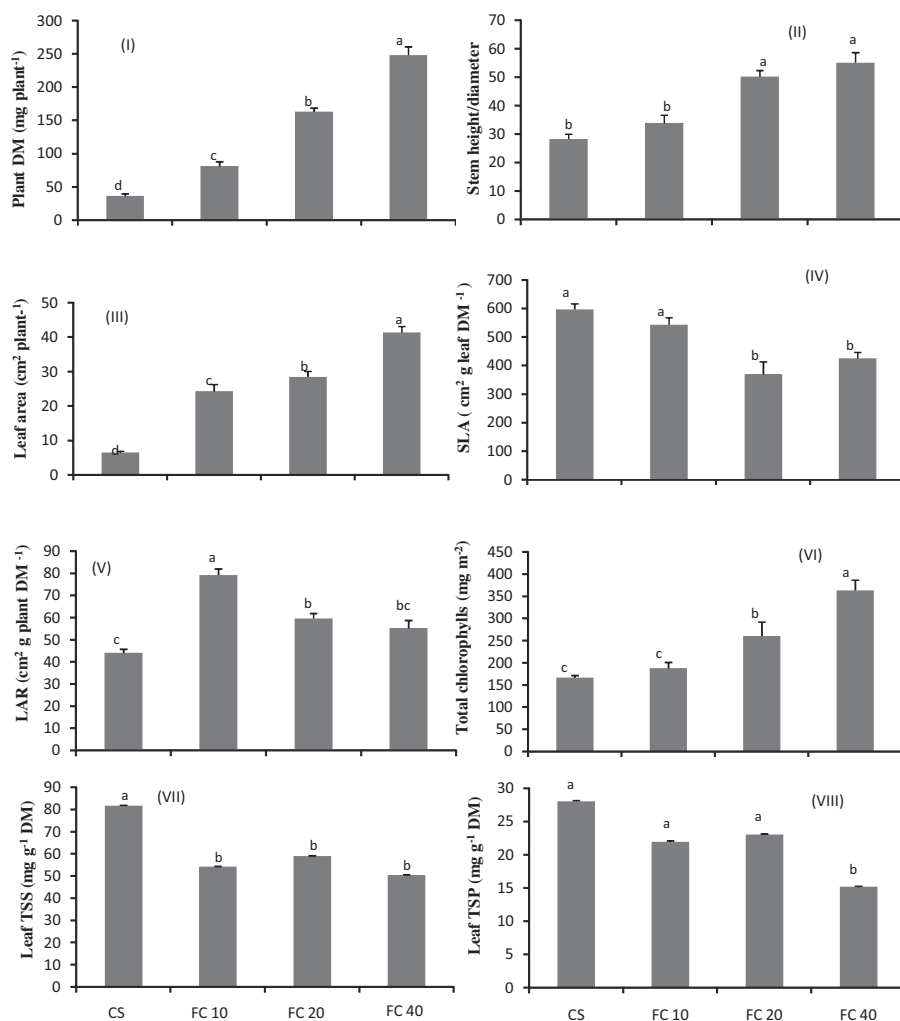 (I)
Plant DM (mg plant-1)
300
250
200
150
100
50
0
d
c
b
a
(II)
Stem height/diameter
70
60
50
40
30
20
10
0
b
b
a
a
(III)
Leaf area (cm2 plant-1)
50
40
30
20
10
0
d
c
b
a
(IV)
SLA ( cm2 g leaf DM -1)
700
600
500
400
300
200
100
0
a
a
b
b
(V)
LAR (cm2 g plant DM -1)
90
80
70
60
50
40
30
20
10
0
c
a
b
bc
(VI)
Total chlorophylls (mg m-2)
450
400
350
300
250
200
150
100
50
0
c
c
b
a
(VII)
Leaf TSS (mg g-1 DM)
90
80
70
60
50
40
30
20
10
0
a
b
b
b
CS FC 10 FC 20 FC 40
(VIII)
Leaf TSP (mg g-1 DM)
30
25
20
15
10
5
0
a
a
a
b
CS FC 10 FC 20 FC 40